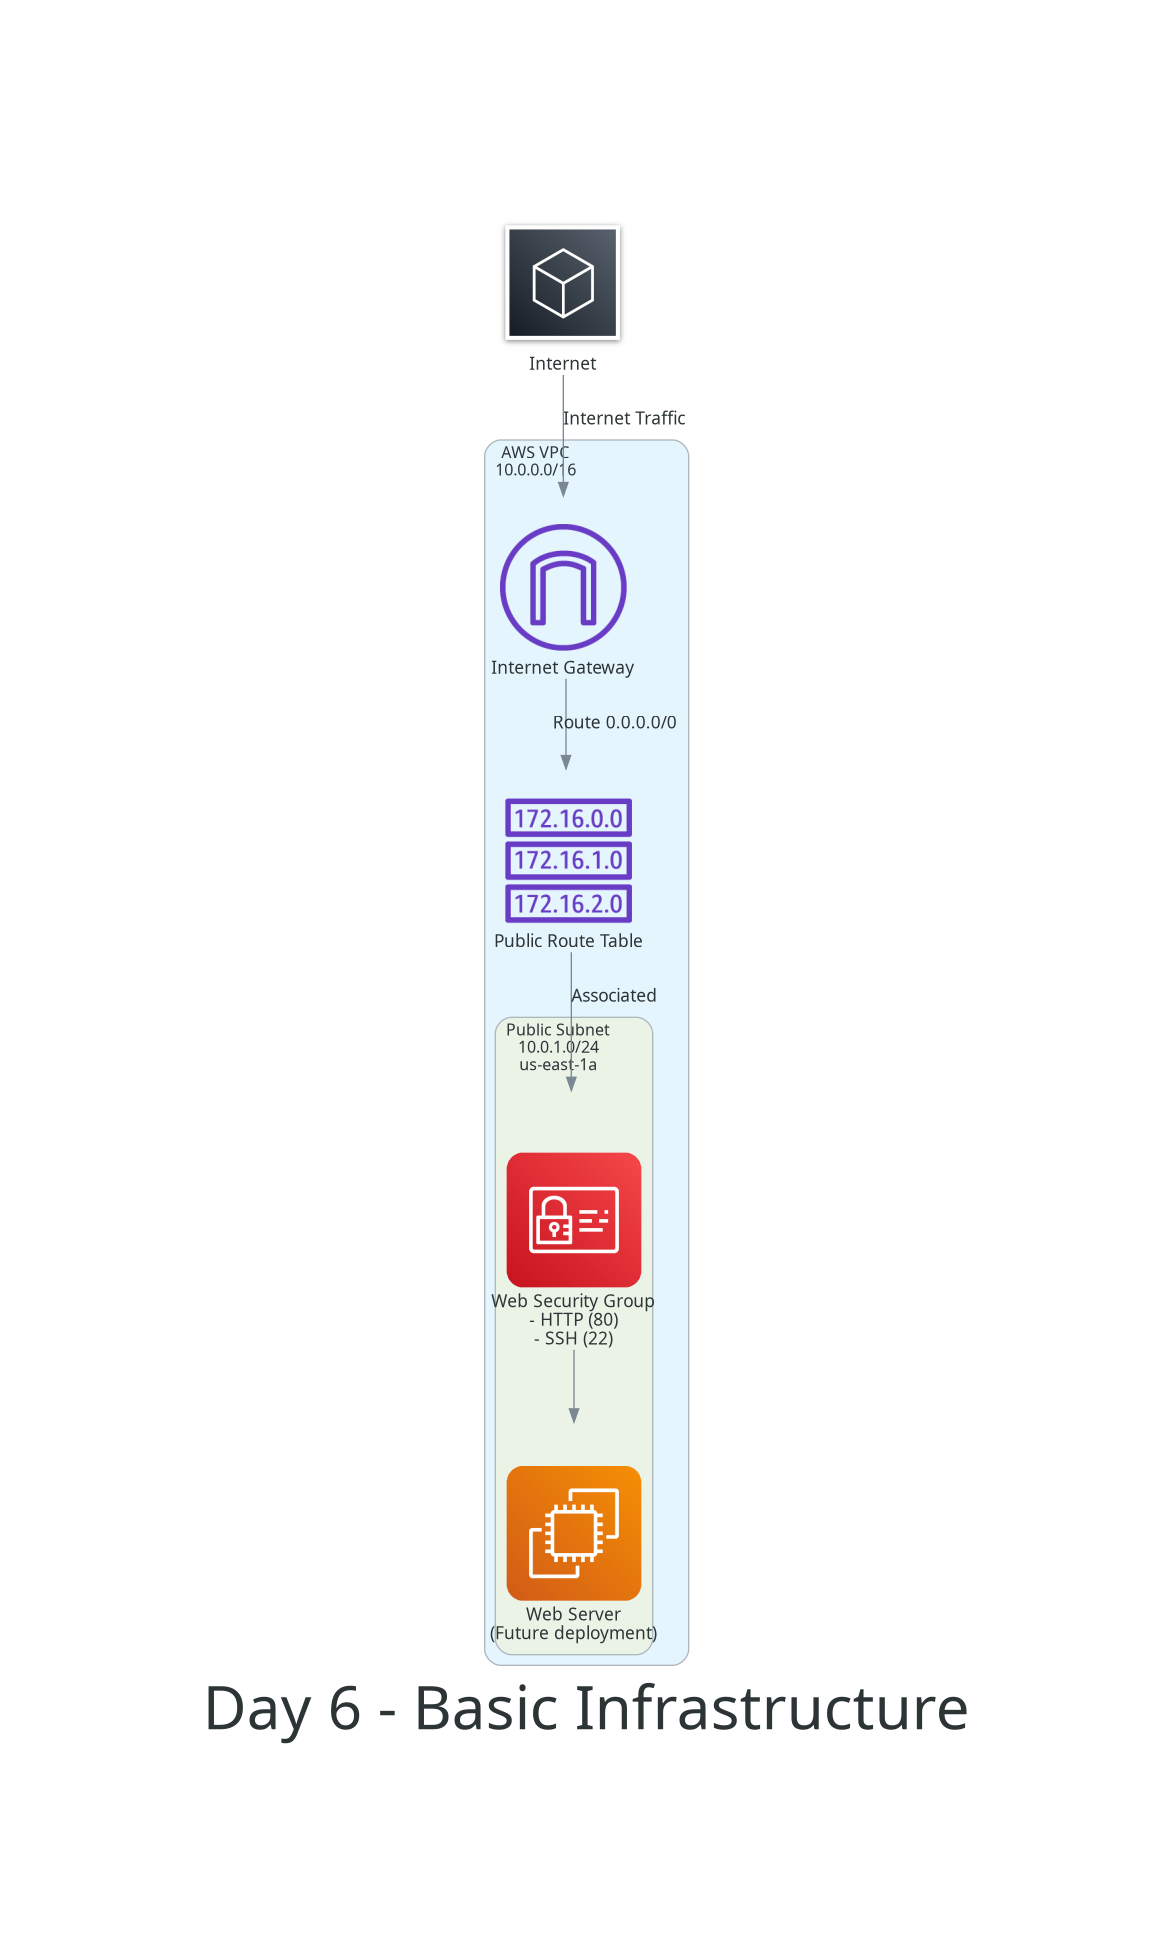 Internet
Internet Traffic
AWS VPC
10.0.0.0/16
Internet Gateway
Route 0.0.0.0/0
172.16.0.0
172.16.1.0
172.16.2.0
Public Route Table
Associated
Public Subnet
10.0.1.0/24
us-east-1a
Web Security Group
- HTTP (80)
- SSH (22)
Web Server
(Future deployment)
Day 6 - Basic Infrastructure